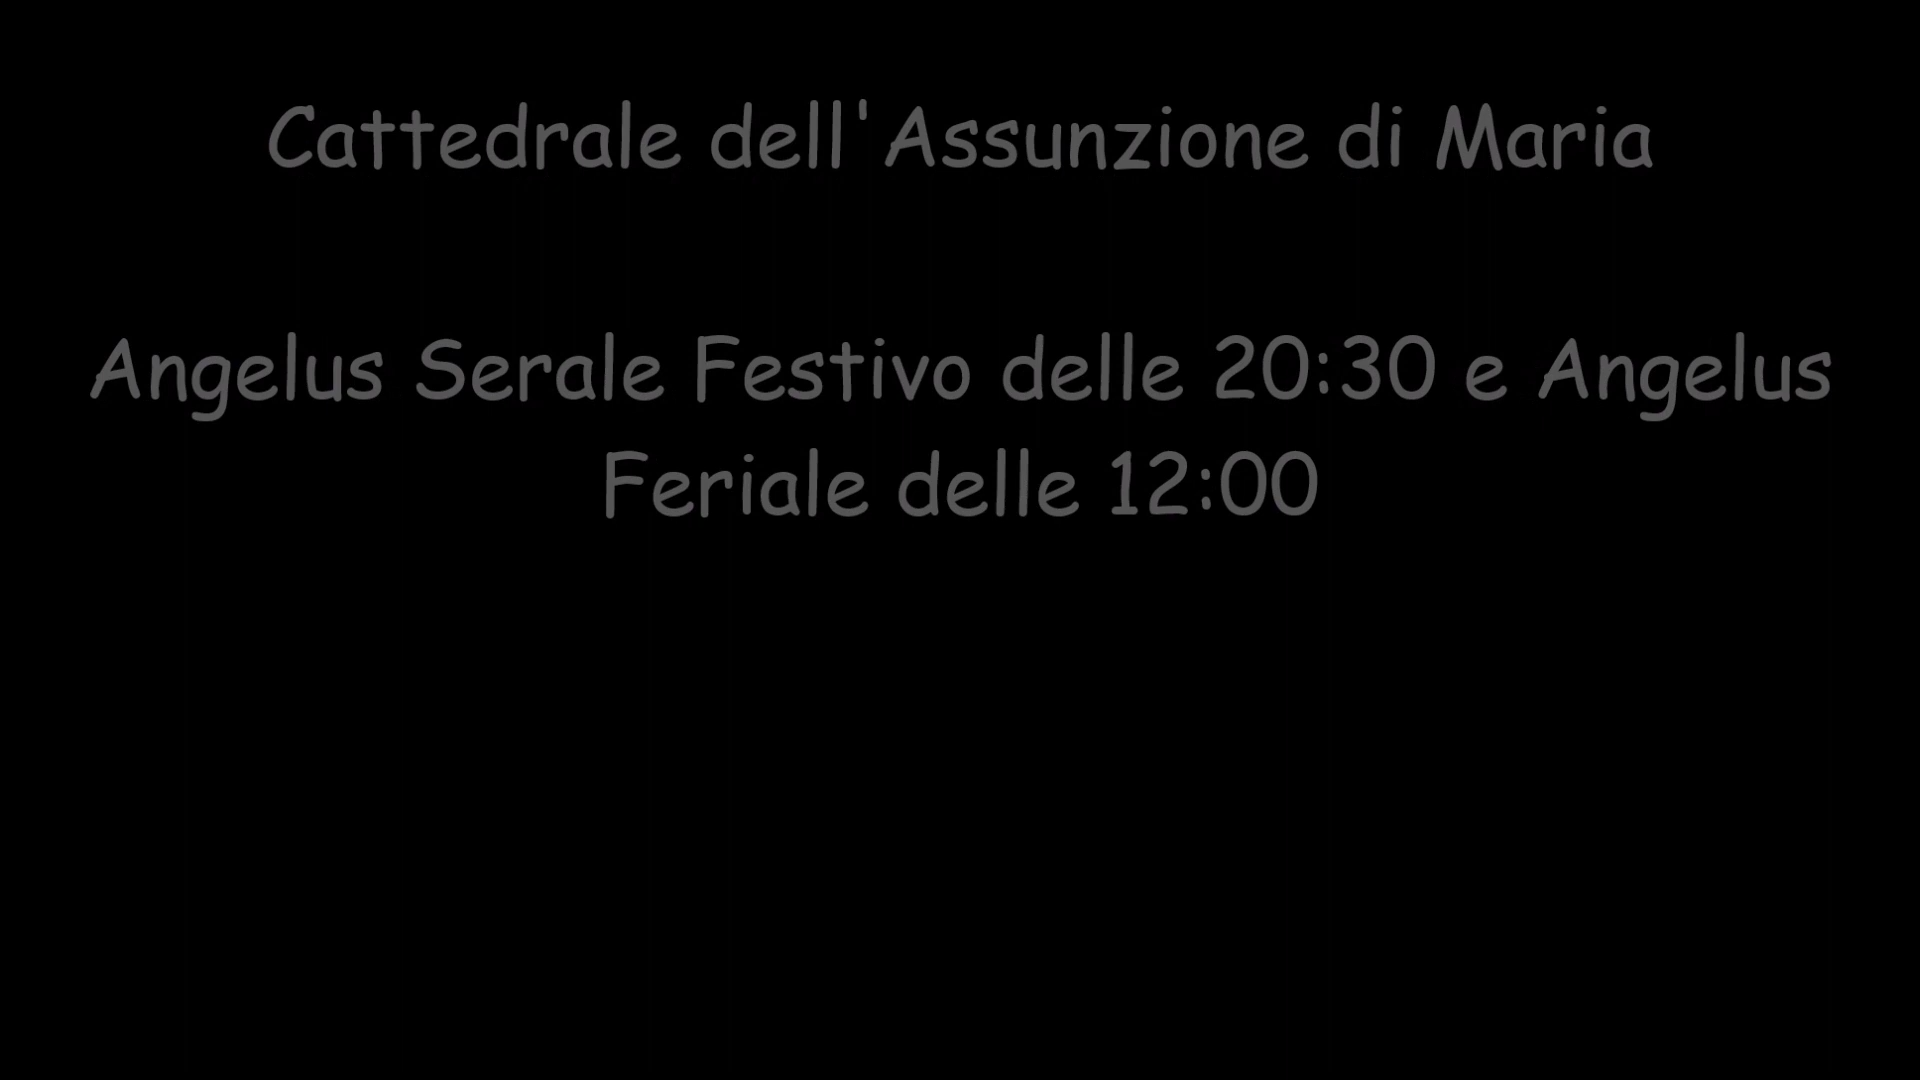 Cattedrale dell'Assunzione di Maria
Angelus Serale Festivo delle 20:30 e Angelus
Feriale delle 12:00